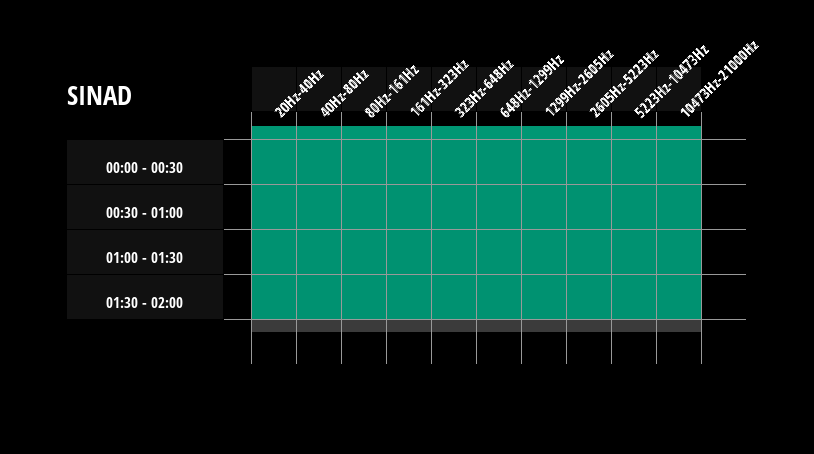 SINAD
20Hz-40Hz
40Hz-80Hz
80Hz-161Hz
161Hz-323Hz
323Hz-648Hz
648Hz-1299Hz
1299Hz-2605Hz
2605Hz-5223Hz
5223Hz-10473Hz
10473Hz-21000Hz
00:00 - 00:30
00:30 - 01:00
01:00 - 01:30
01:30 - 02:00